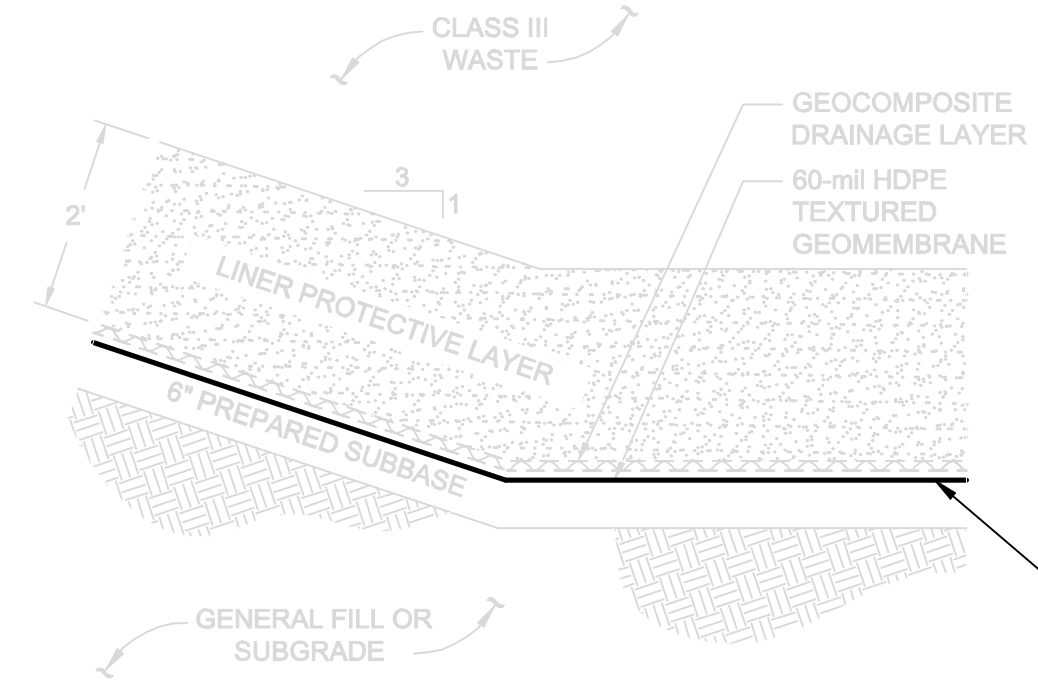 CLASS III
WASTE
GEOCOMPOSITE
DRAINAGE LAYER
60-mil HDPE
TEXTURED
GEOMEMBRANE
3
1
2'
LINER PROTECTIVE LAYER
6" PREPARED SUBBASE
GENERAL FILL OR
SUBGRADE